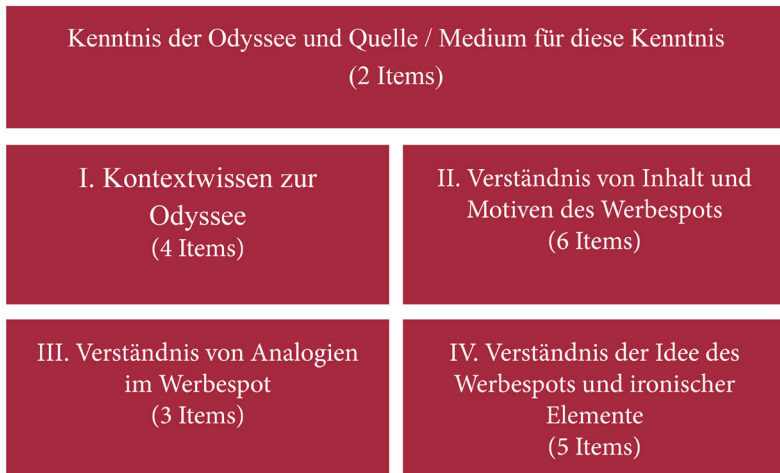 Kenntnis der Odyssee und Quelle / Medium für diese Kenntnis
(2 Items)
I. Kontextwissen zur
Odyssee
(4 Items)
II. Verständnis von Inhalt und
Motiven des Werbespots
(6 Items)
III. Verständnis von Analogien
im Werbespot
(3 Items)
IV. Verständnis der Idee des
Werbespots und ironischer
Elemente
(5 Items)